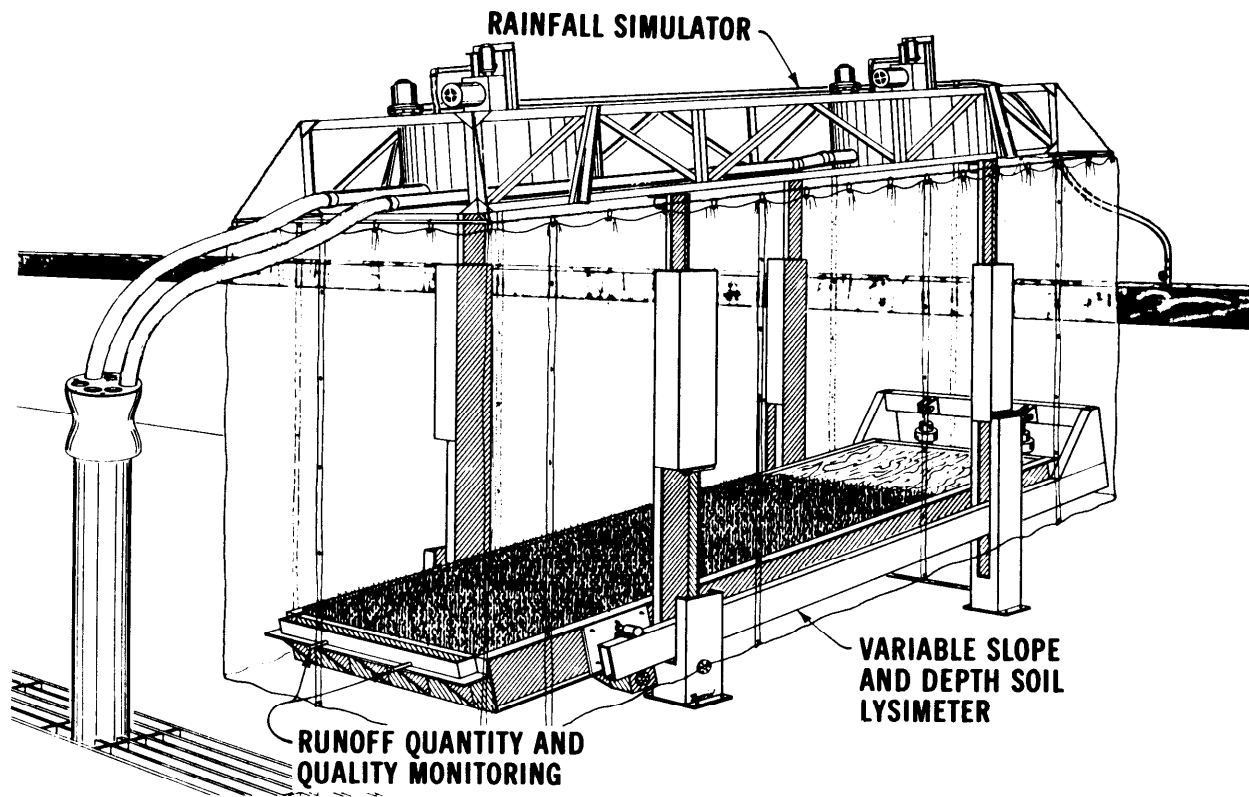 RAINFALL SIMULATOR
VARIABLE SLOPE
AND DEPTH SOIL
LYSIMETER
RUNOFF QUANTITY AND
QUALITY MONITORING